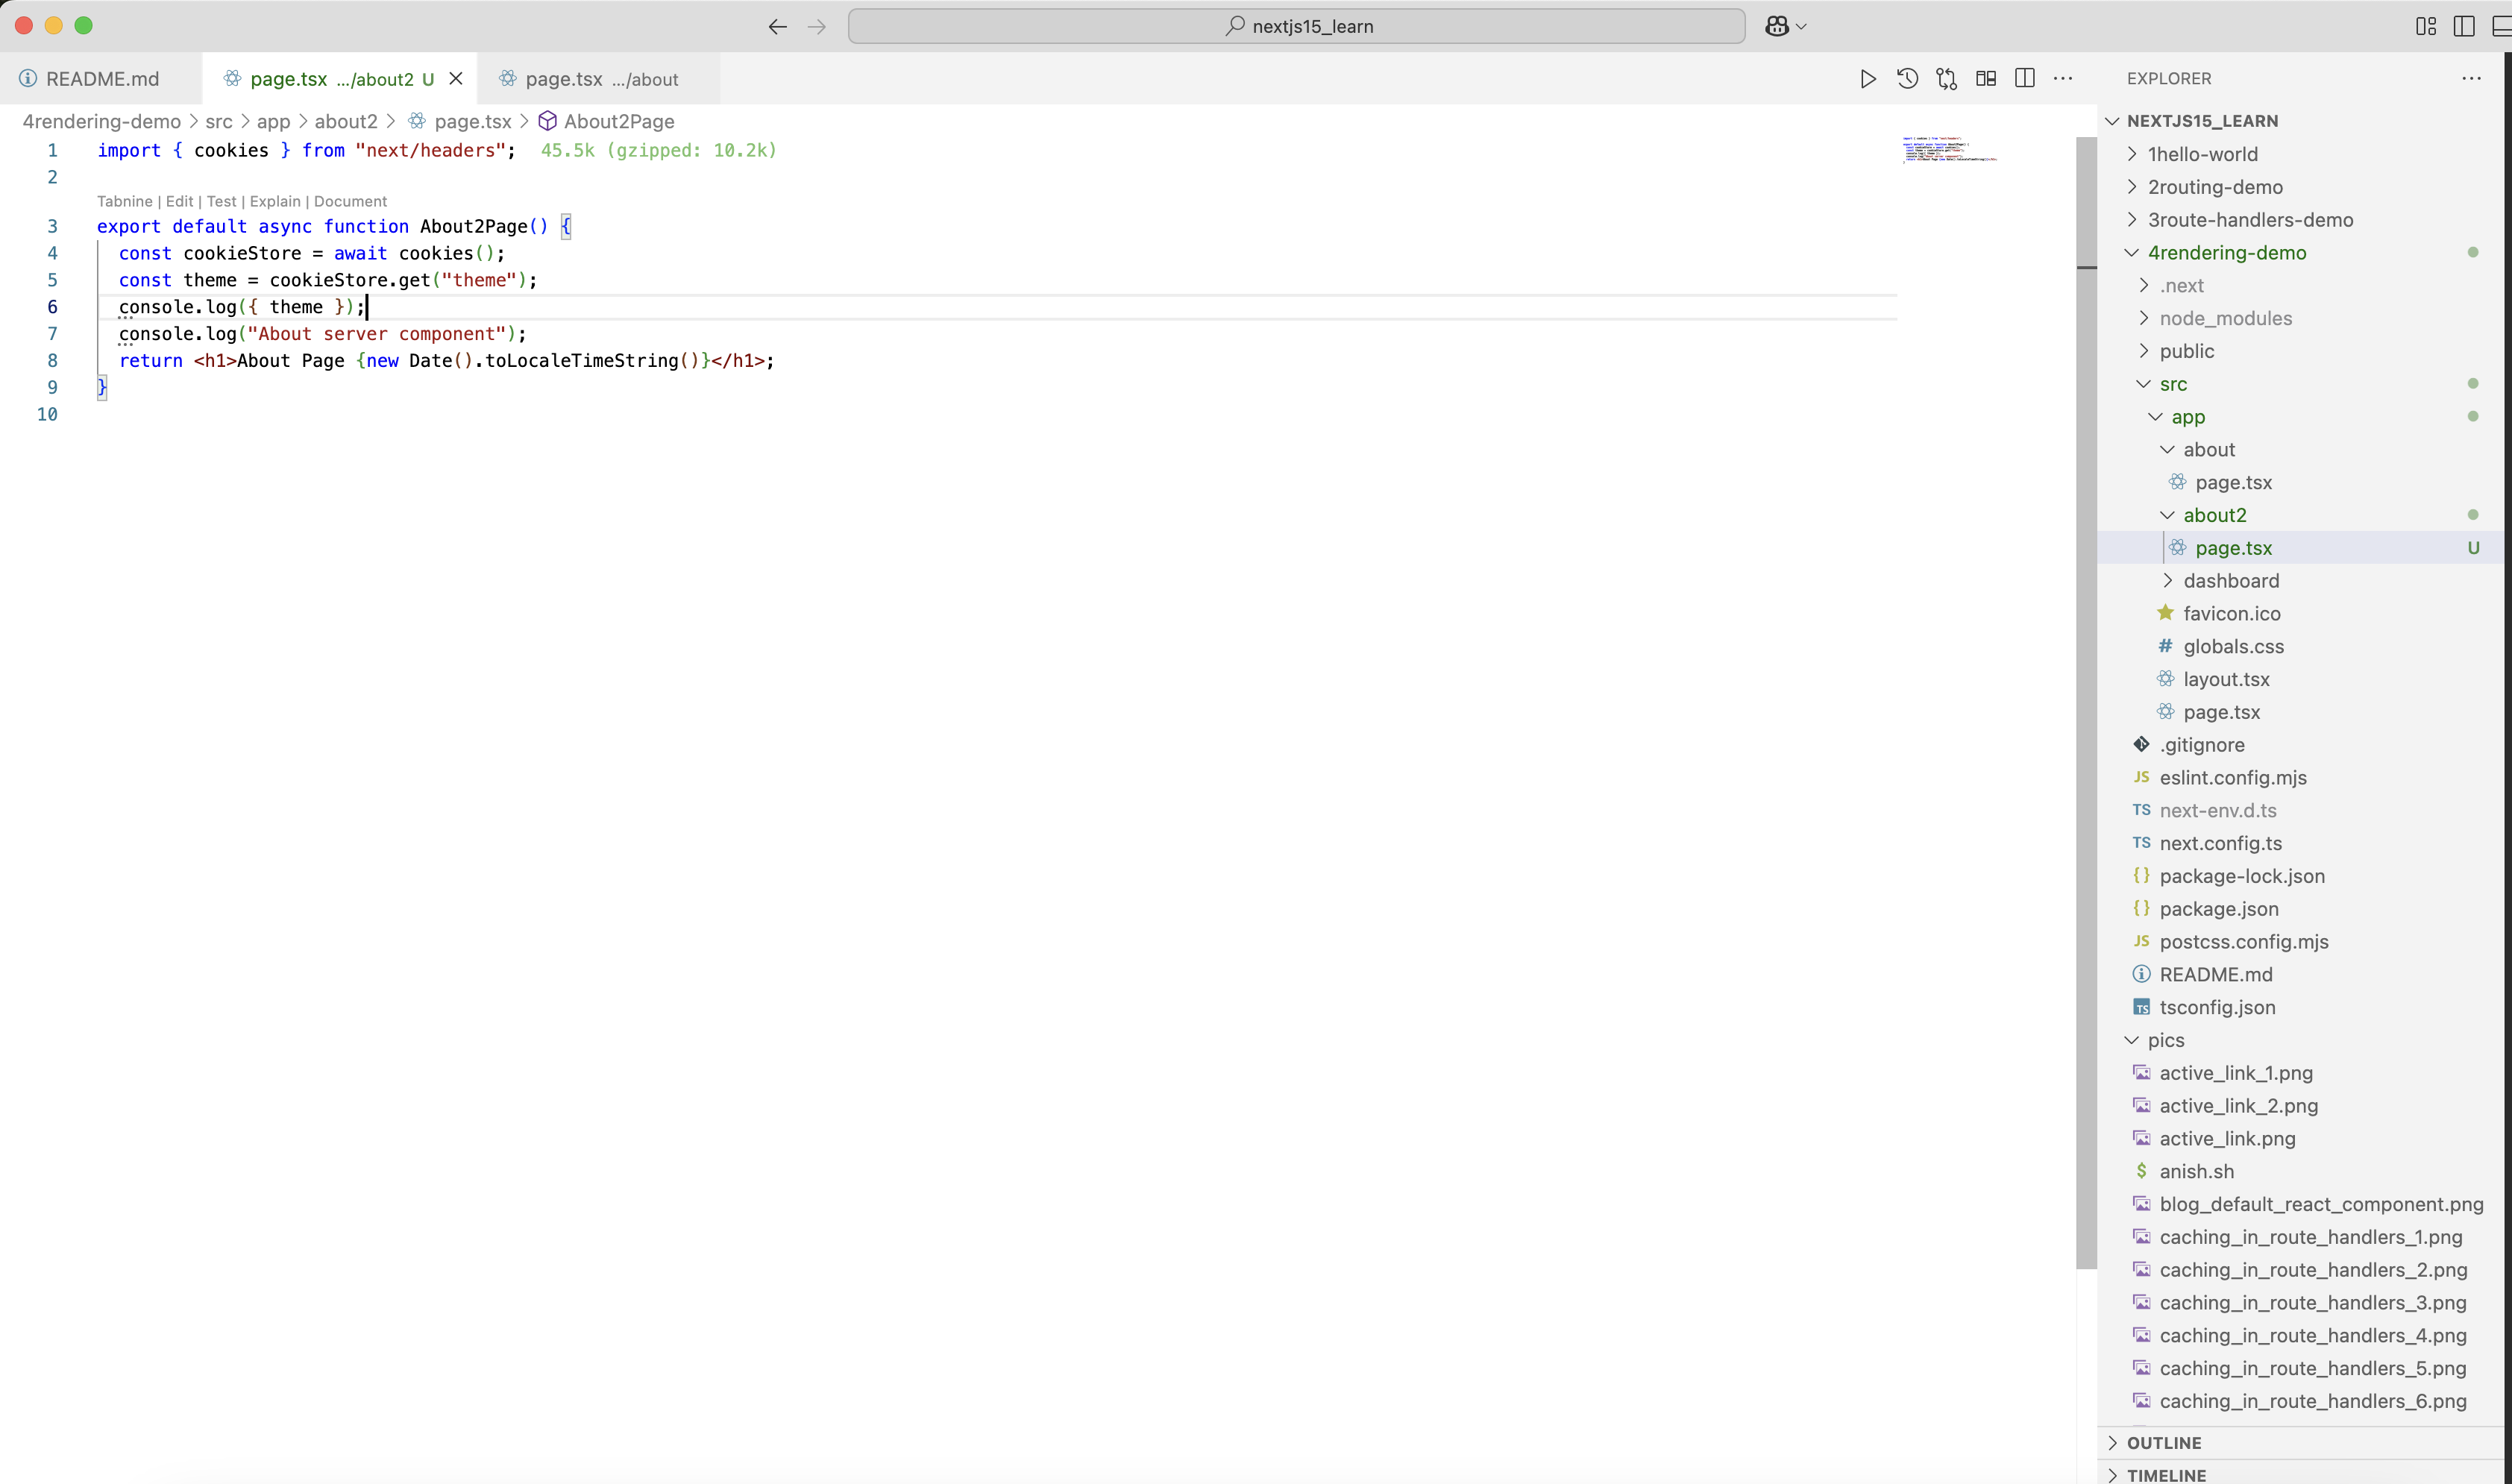 nextjs15_learn
README.md
page.tsx .../about2 U
page.tsx .../about
4rendering-demo > src > app > about2 > page.tsx > About2Page
1 import { cookies } from "next/headers"; 45.5k (gzipped: 10.2k)
2
Tabnine | Edit | Test | Explain | Document
3 export default async function About2Page() {
4 const cookieStore = await cookies();
5 const theme = cookieStore.get("theme");
6 console.log({ theme });
7 console.log("About server component");
8 return <h1>About Page {new Date().toLocaleTimeString()}</h1>;
9 }
10
EXPLORER
NEXTJS15_LEARN
1hello-world
2routing-demo
3route-handlers-demo
4rendering-demo
.next
node_modules
public
src
app
about
page.tsx
about2
page.tsx U
dashboard
favicon.ico
# globals.css
layout.tsx
page.tsx
.gitignore
JS eslint.config.mjs
TS next-env.d.ts
TS next.config.ts
{} package-lock.json
{} package.json
JS postcss.config.mjs
README.md
TS tsconfig.json
pics
active_link_1.png
active_link_2.png
active_link.png
$ anish.sh
blog_default_react_component.png
caching_in_route_handlers_1.png
caching_in_route_handlers_2.png
caching_in_route_handlers_3.png
caching_in_route_handlers_4.png
caching_in_route_handlers_5.png
caching_in_route_handlers_6.png
OUTLINE
TIMELINE